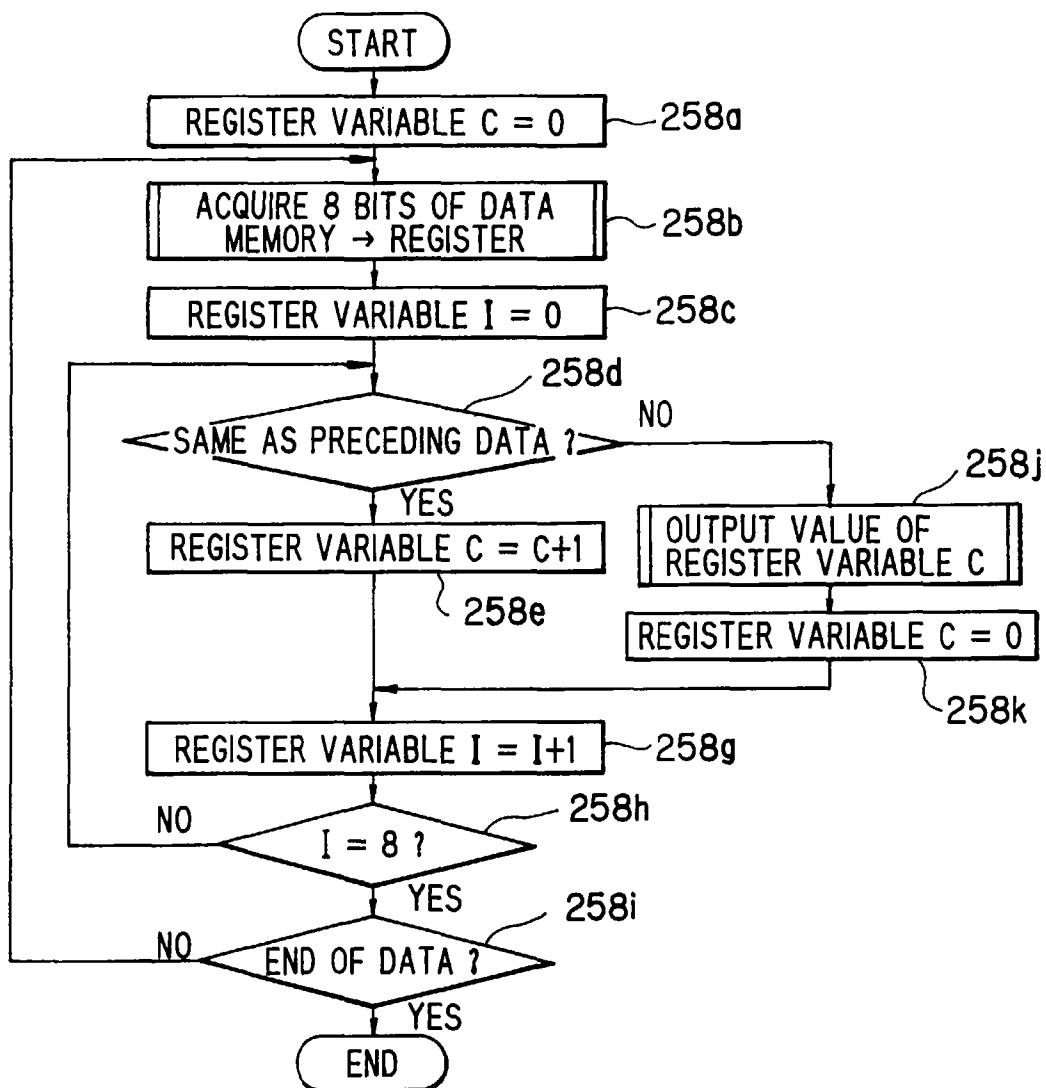 START
REGISTER VARIABLE C = 0
258a
ACQUIRE 8 BITS OF DATA
MEMORY → REGISTER
258b
REGISTER VARIABLE I = 0
258c
258d
SAME AS PRECEDING DATA ?
NO
YES
258j
REGISTER VARIABLE C = C+1
258e
OUTPUT VALUE OF
REGISTER VARIABLE C
REGISTER VARIABLE C = 0
258k
REGISTER VARIABLE I = I+1
258g
258h
NO
I = 8 ?
YES
258i
NO
END OF DATA ?
YES
END